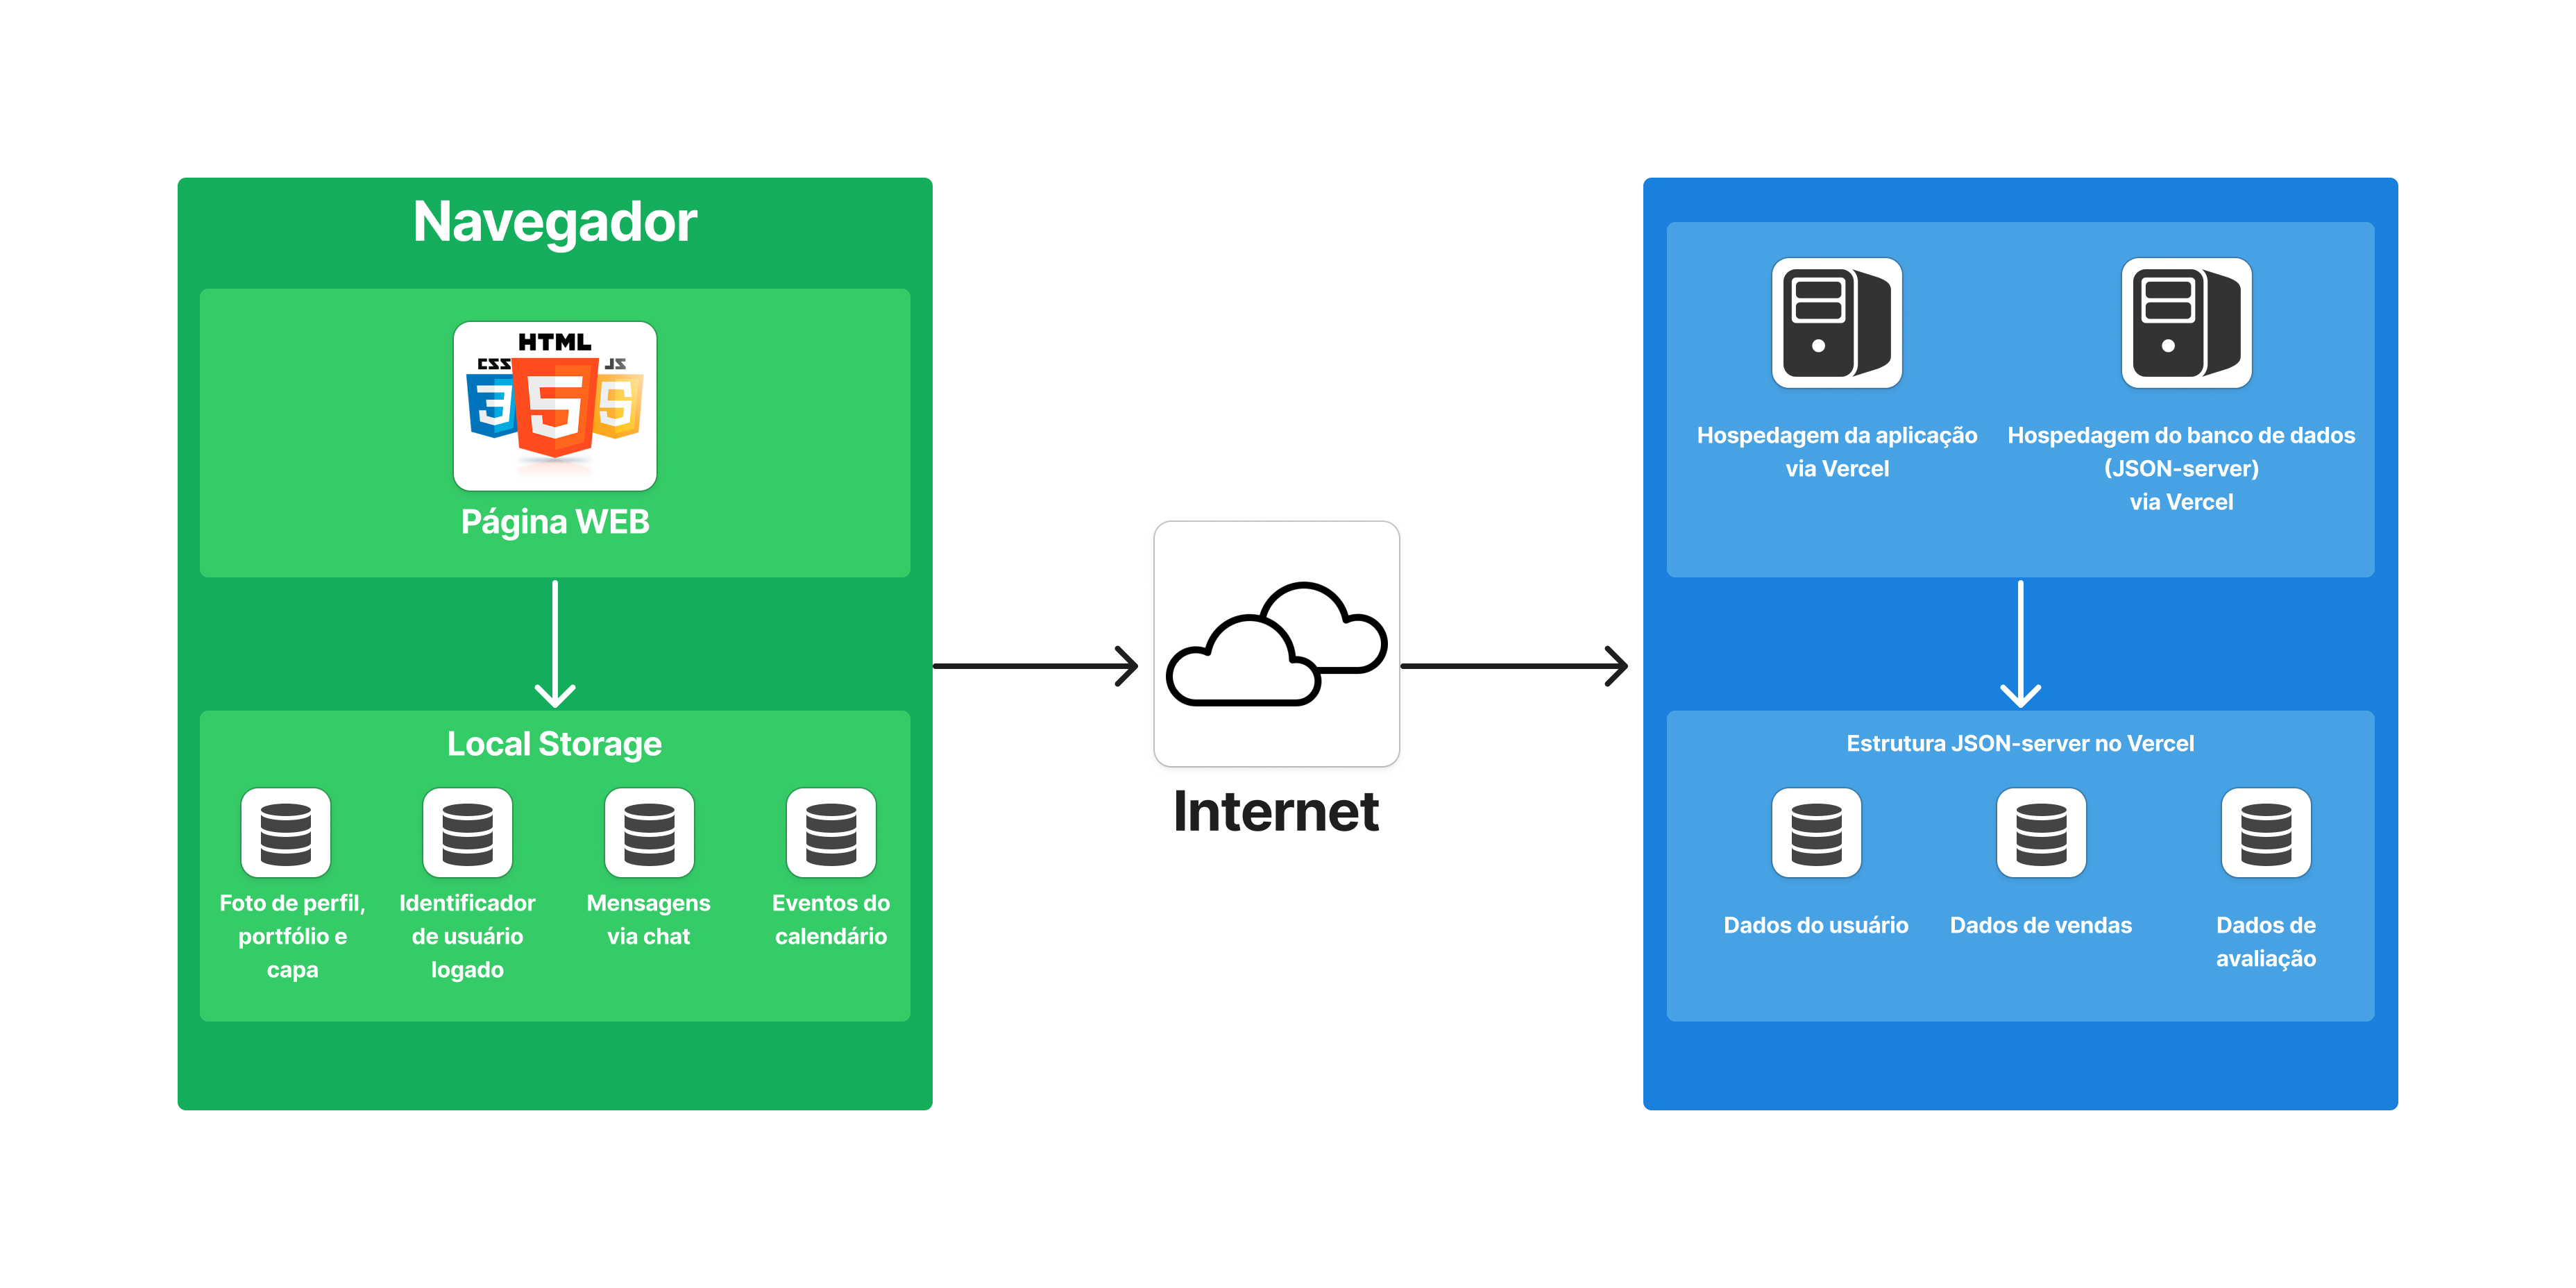 Navegador
HTML
CSS
JS
3
5
5
Página WEB
Local Storage
Foto de perfil,
portfólio e
capa
Identificador
de usuário
logado
Mensagens
via chat
Eventos do
calendário
Internet
Hospedagem da aplicação
via Vercel
Hospedagem do banco de dados
(JSON-server)
via Vercel
Estrutura JSON-server no Vercel
Dados do usuário
Dados de vendas
Dados de
avaliação